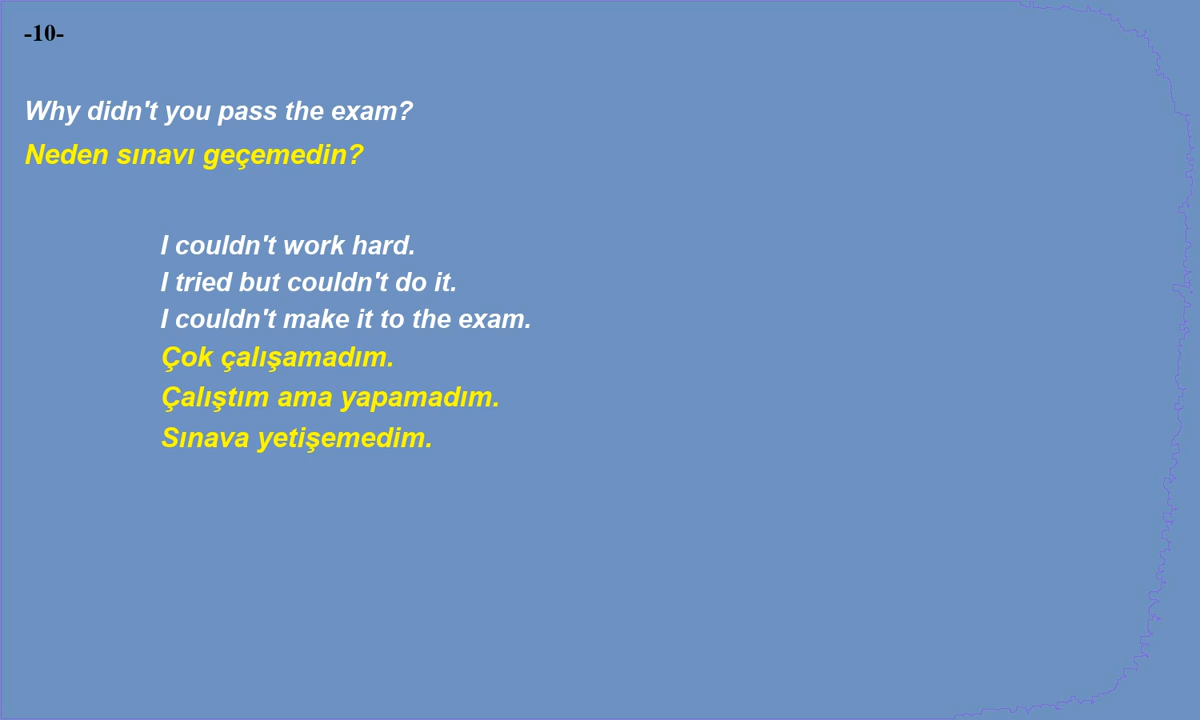 -10-
Why didn't you pass the exam?
Neden sınavı geçemedin?
I couldn't work hard.
I tried but couldn't do it.
I couldn't make it to the exam.
Çok çalışamadım.
Çalıştım ama yapamadım.
Sınava yetişemedim.